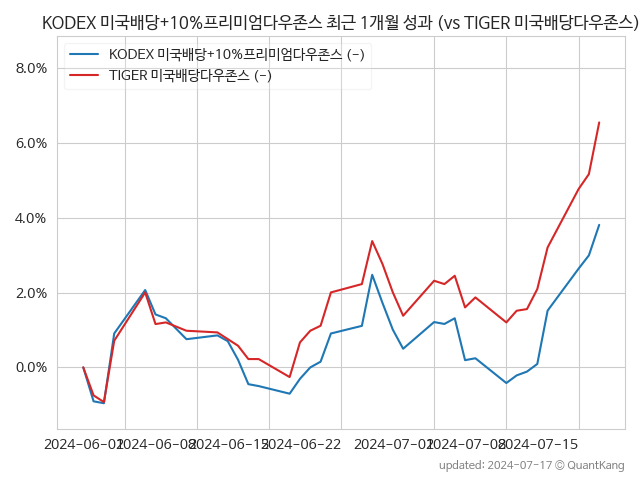 KODEX 미국배당+10%프리미엄다우존스 최근 1개월 성과 (vs TIGER 미국배당다우존스)
KODEX 미국배당+10%프리미엄다우존스 (-)
TIGER 미국배당다우존스 (-)
8.0%
6.0%
4.0%
2.0%
0.0%
2024-06-01 2024-06-08 2024-06-15 2024-06-22 2024-07-01 2024-07-08 2024-07-15
updated: 2024-07-17 © QuantKang